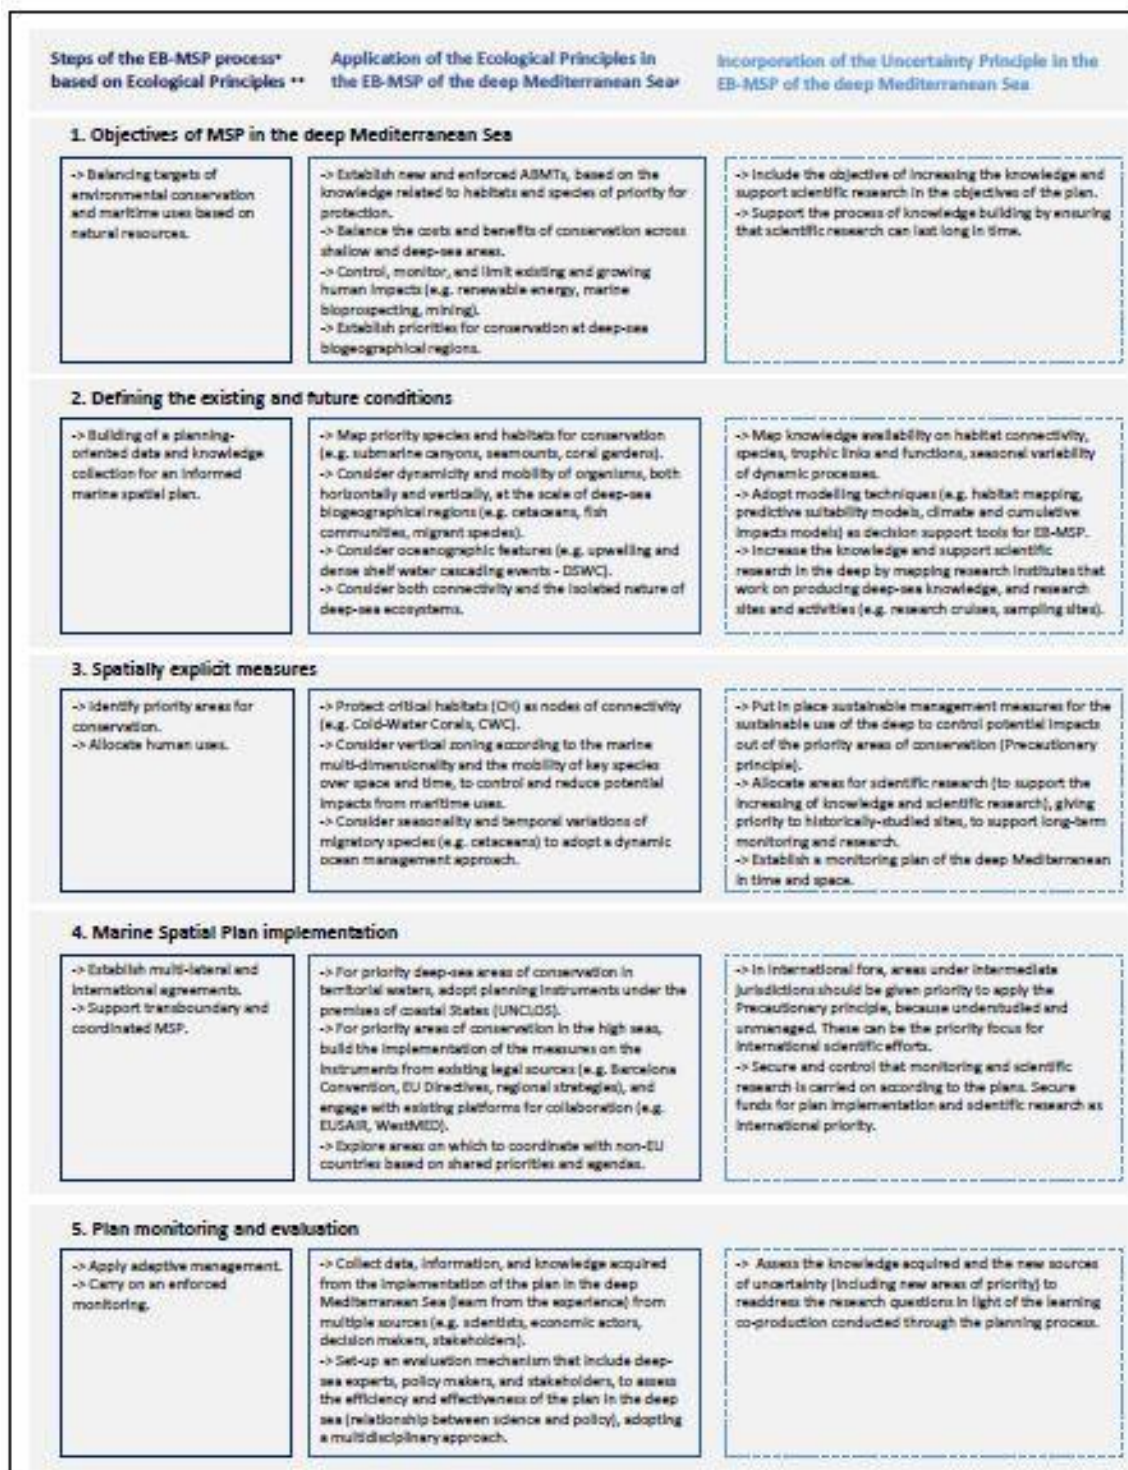 Steps of the EB-MSP process*
based on Ecological Principles **
Application of the Ecological Principles in
the EB-MSP of the deep Mediterranean Sea*
Incorporation of the Uncertainty Principle in the
EB-MSP of the deep Mediterranean Sea
1. Objectives of MSP in the deep Mediterranean Sea
-> Balancing targets of
environmental conservation
and maritime uses based on
natural resources.
-> Establish new and enforced ABMTs, based on the
knowledge related to habitats and species of priority for
protection.
-> Balance the costs and benefits of conservation across
shallow and deep-sea areas.
-> Control, monitor, and limit existing and growing
human impacts (e.g. renewable energy, marine
bioprospecting, mining).
-> Establish priorities for conservation at deep-sea
biogeographical regions.
-> Include the objective of increasing the knowledge and
support scientific research in the objectives of the plan.
-> Support the process of knowledge building by ensuring
that scientific research can last long in time.
2. Defining the existing and future conditions
-> Building of a planning-
oriented data and knowledge
collection for an informed
marine spatial plan.
-> Map priority species and habitats for conservation
(e.g. submarine canyons, seamounts, coral gardens).
-> Consider dynamicity and mobility of organisms, both
horizontally and vertically, at the scale of deep-sea
biogeographical regions (e.g. cetaceans, fish
communities, migrant species).
-> Consider oceanographic features (e.g. upwelling and
dense shelf water cascading events - DSWC).
-> Consider both connectivity and the isolated nature of
deep-sea ecosystems.
-> Map knowledge availability on habitat connectivity,
species, trophic links and functions, seasonal variability
of dynamic processes.
-> Adopt modelling techniques (e.g. habitat mapping,
predictive suitability models, climate and cumulative
impacts models) as decision support tools for EB-MSP.
-> Increase the knowledge and support scientific
research in the deep by mapping research institutes that
work on producing deep-sea knowledge, and research
sites and activities (e.g. research cruises, sampling sites).
3. Spatially explicit measures
-> Identify priority areas for
conservation.
-> Allocate human uses.
-> Protect critical habitats (CH) as nodes of connectivity
(e.g. Cold-Water Corals, CWC).
-> Consider vertical zoning according to the marine
multi-dimensionality and the mobility of key species
over space and time, to control and reduce potential
impacts from maritime uses.
-> Consider seasonality and temporal variations of
migratory species (e.g. cetaceans) to adopt a dynamic
ocean management approach.
-> Put in place sustainable management measures for the
sustainable use of the deep to control potential impacts
out of the priority areas of conservation (Precautionary
principle).
-> Allocate areas for scientific research (to support the
increasing of knowledge and scientific research), giving
priority to historically-studied sites, to support long-term
monitoring and research.
-> Establish a monitoring plan of the deep Mediterranean
in time and space.
4. Marine Spatial Plan implementation
-> Establish multi-lateral and
international agreements.
-> Support transboundary and
coordinated MSP.
-> For priority deep-sea areas of conservation in
territorial waters, adopt planning instruments under the
premises of coastal States (UNCLOS).
-> For priority areas of conservation in the high seas,
build the implementation of the measures on the
instruments from existing legal sources (e.g. Barcelona
Convention, EU Directives, regional strategies), and
engage with existing platforms for collaboration (e.g.
EUSAIR, WestMED).
-> Explore areas on which to coordinate with non-EU
countries based on shared priorities and agendas.
-> In international fora, areas under intermediate
jurisdictions should be given priority to apply the
Precautionary principle, because understudied and
unmanaged. These can be the priority focus for
international scientific efforts.
-> Secure and control that monitoring and scientific
research is carried on according to the plans. Secure
funds for plan implementation and scientific research as
international priority.
5. Plan monitoring and evaluation
-> Apply adaptive management.
-> Carry on an enforced
monitoring.
-> Collect data, information, and knowledge acquired
from the implementation of the plan in the deep
Mediterranean Sea (learn from the experience) from
multiple sources (e.g. scientists, economic actors,
decision makers, stakeholders).
-> Set-up an evaluation mechanism that include deep-
sea experts, policy makers, and stakeholders, to assess
the efficiency and effectiveness of the plan in the deep
sea (relationship between science and policy), adopting
a multidisciplinary approach.
-> Assess the knowledge acquired and the new sources
of uncertainty (including new areas of priority) to
readdress the research questions in light of the learning
co-production conducted through the planning process.